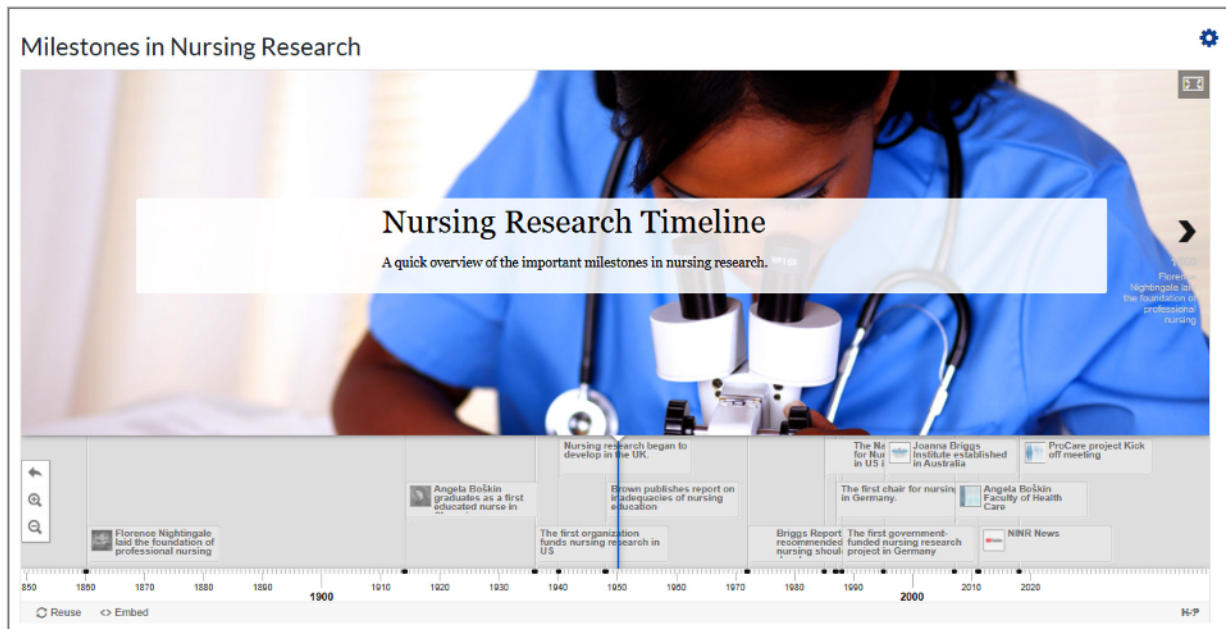 Milestones in Nursing Research
Nursing Research Timeline
A quick overview of the important milestones in nursing research.
Florence
Nightingale laid
the foundation of
professional
nursing
Nursing research began to
develop in the UK.
The Na
for Nur
in US i
Joanna Briggs
Institute established
in Australia
ProCare project Kick
off meeting
Angela Boškin
graduates as a first
educated nurse in
Brown publishes report on
inadequacies of nursing
education
The first chair for nursing
in Germany.
Angela Boškin
Faculty of Health
Care
Florence Nightingale
laid the foundation of
professional nursing
The first organization
funds nursing research in
US
Briggs Report
recommended
nursing should
The first government-
funded nursing research
project in Germany
NINR News
850 1860 1870 1880 1890 1900 1910 1920 1930 1940 1950 1960 1970 1980 1990 2000 2010 2020
Reuse <> Embed H-P